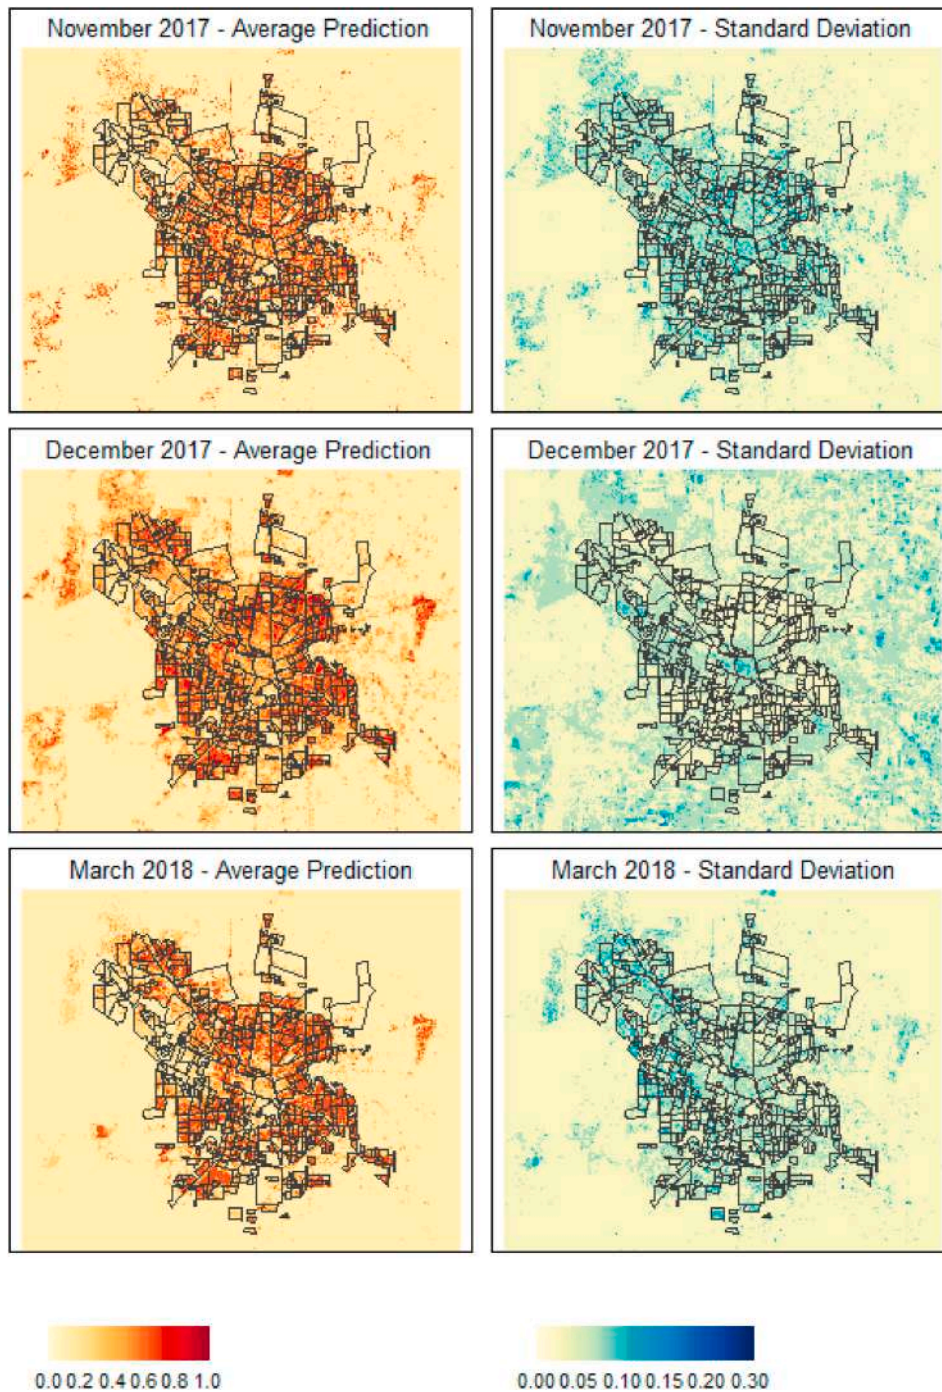 November 2017 - Average Prediction
November 2017 - Standard Deviation
December 2017 - Average Prediction
December 2017 - Standard Deviation
March 2018 - Average Prediction
March 2018 - Standard Deviation
0.0 0.2 0.4 0.6 0.8 1.0
0.00 0.05 0.10 0.15 0.20 0.30